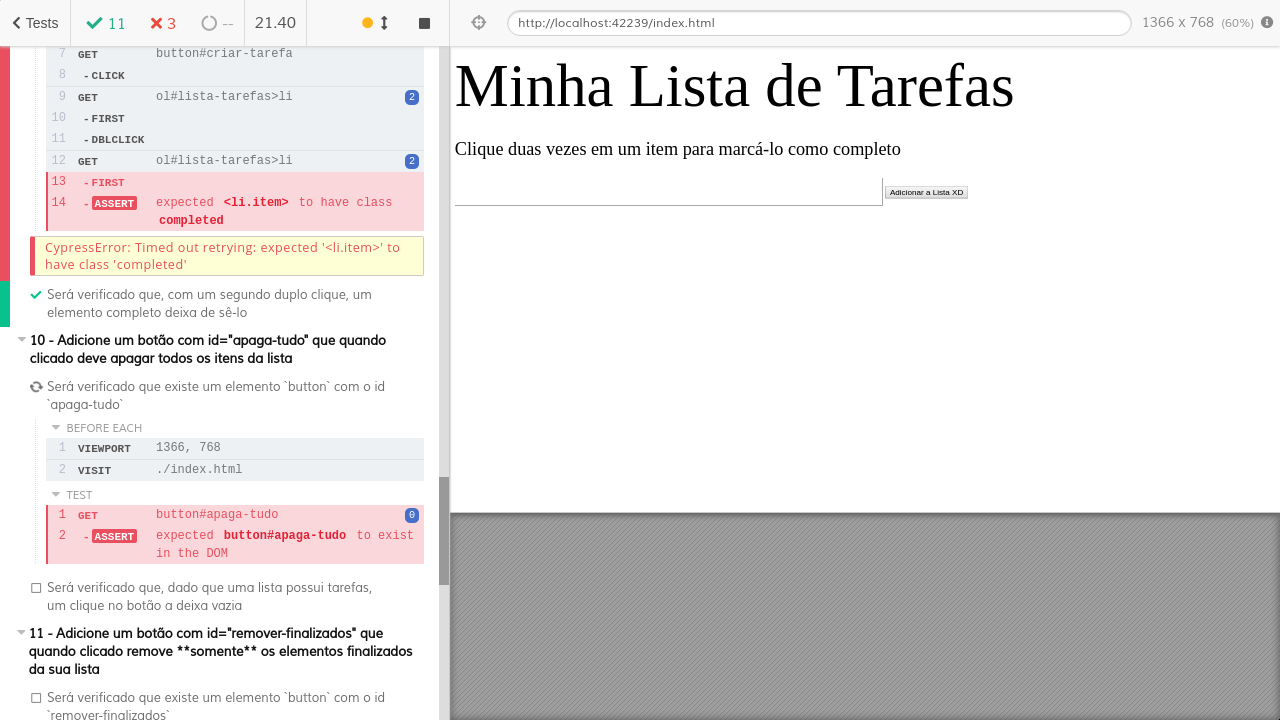 Tests 11 3 -- 21.40 http://localhost:42239/index.html 1366 x 768 (60%)
7 GET button#criar-tarefa
8 - CLICK
9 GET ol#lista-tarefas>li 2
10 - FIRST
11 - DBLCLICK
12 GET ol#lista-tarefas>li 2
13 - FIRST
14 - ASSERT expected <li.item> to have class
completed
CypressError: Timed out retrying: expected '<li.item>' to
have class 'completed'
Será verificado que, com um segundo duplo clique, um
elemento completo deixa de sê-lo
10 - Adicione um botão com id="apaga-tudo" que quando
clicado deve apagar todos os itens da lista
Será verificado que existe um elemento `button` com o id
`apaga-tudo`
BEFORE EACH
1 VIEWPORT 1366, 768
2 VISIT ./index.html
TEST
1 GET button#apaga-tudo 0
2 - ASSERT expected button#apaga-tudo to exist
in the DOM
Será verificado que, dado que uma lista possui tarefas,
um clique no botão a deixa vazia
11 - Adicione um botão com id="remover-finalizados" que
quando clicado remove **somente** os elementos finalizados
da sua lista
Será verificado que existe um elemento `button` com o id
`remover-finalizados`
Minha Lista de Tarefas
Clique duas vezes em um item para marcá-lo como completo
Adicionar a Lista XD